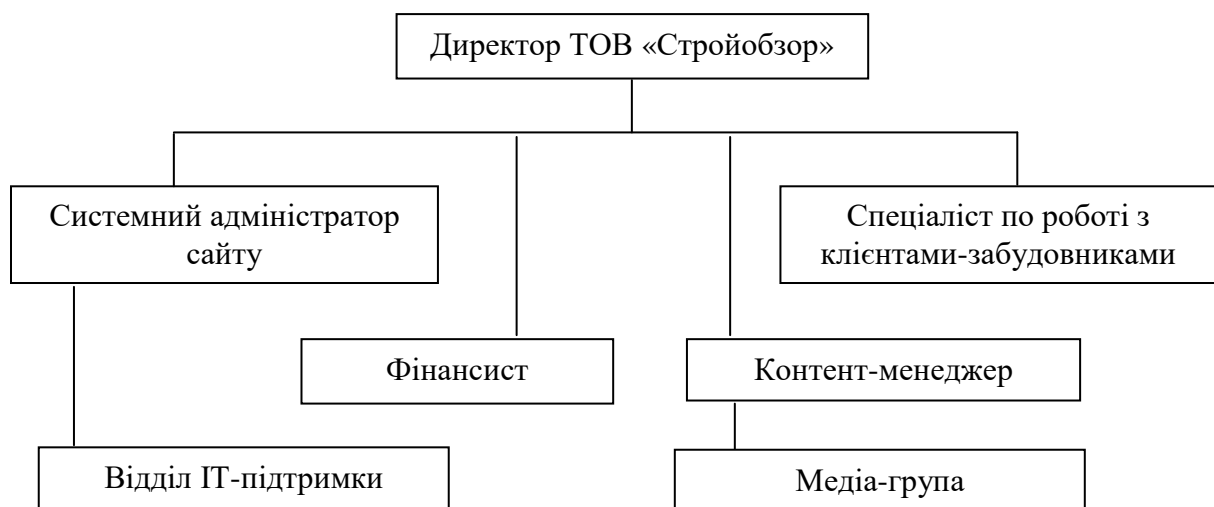 Директор ТОВ «Стройобзор»
Системний адміністратор
сайту
Спеціаліст по роботі з
клієнтами-забудовниками
Фінансист
Контент-менеджер
Відділ ІТ-підтримки
Медіа-група